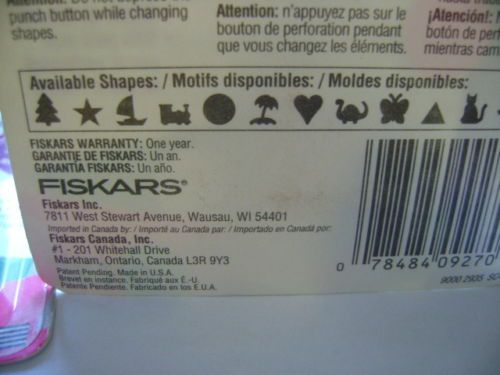 punch button while changing
shapes.
Attention: n'appuyez pas sur le
bouton de perforation pendant
que vous changez les éléments.
¡Atención!:
botón de perf
mientras cam
Available Shapes: / Motifs disponibles: / Moldes disponibles:
FISKARS WARRANTY: One year.
GARANTIE DE FISKARS: Un an.
GARANTÍA FISKARS: Un año.
FISKARS®
Fiskars Inc.
7811 West Stewart Avenue, Wausau, WI 54401
Imported in Canada by: / Importé au Canada par: / Importado en Canada por:
Fiskars Canada, Inc.
#1 - 201 Whitehall Drive
Markham, Ontario, Canada L3R 9Y3
Patent Pending. Made in U.S.A.
Brevet en instance. Fabriqué aux É.-U.
Patente Pendiente. Fabricado en los E.U.A.
0 78484 09270
9000 2935